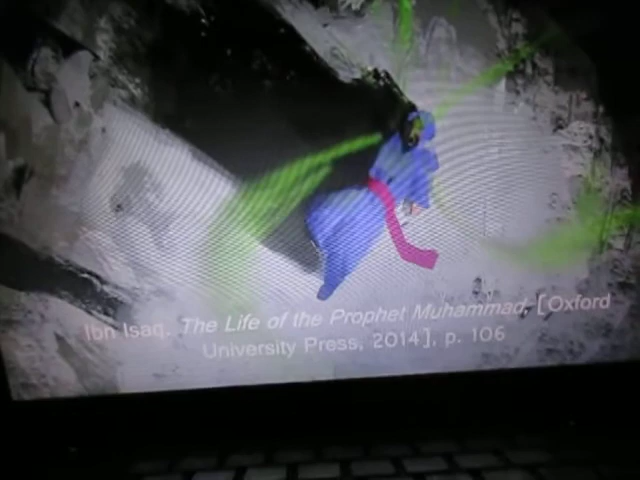 Ibn Isaq. The Life of the Prophet Muhammad, [Oxford
University Press, 2014], p. 106